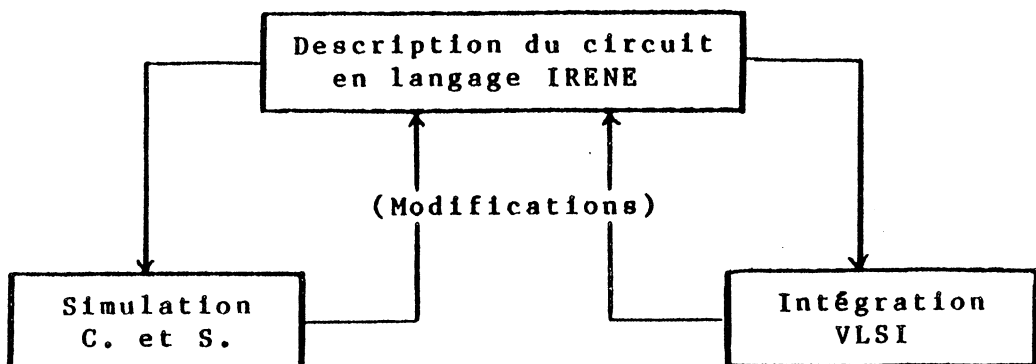 Description du circuit
en langage IRENE
(Modifications)
Simulation
C. et S.
Intégration
VLSI